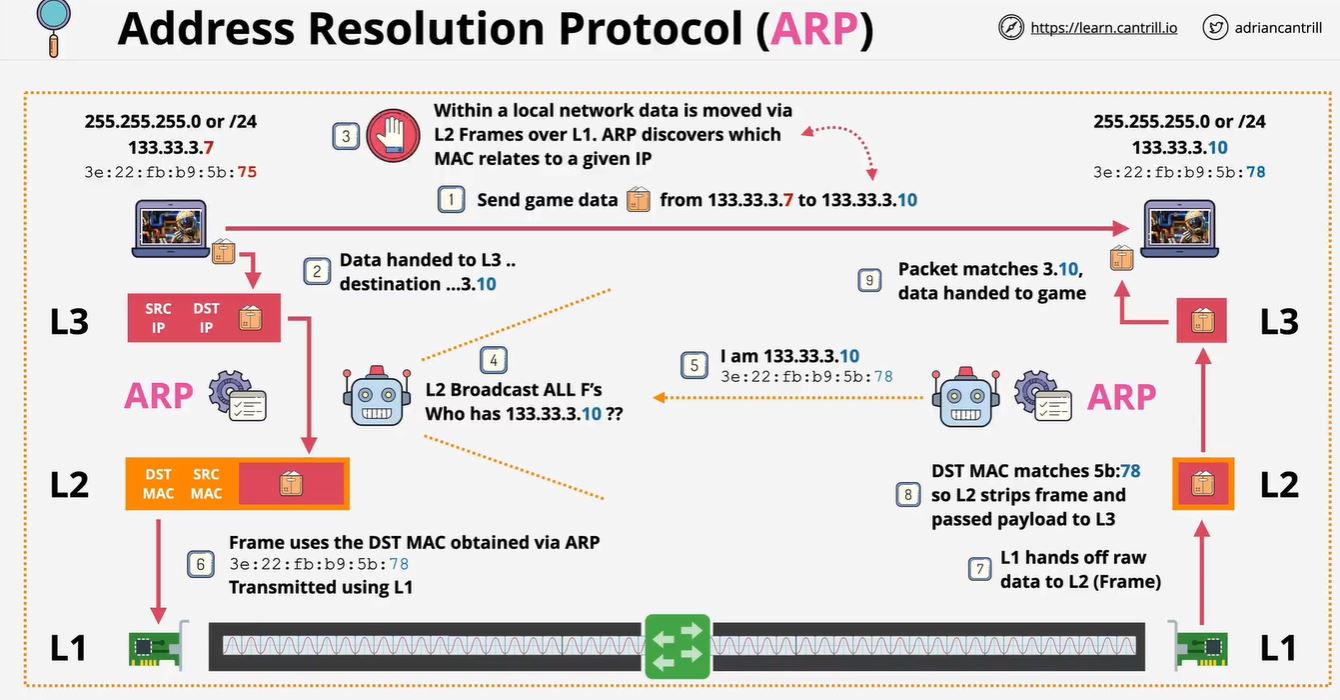 Address Resolution Protocol (ARP)
https://learn.cantrill.io
adriancantrill
255.255.255.0 or /24
133.33.3.7
3e:22:fb:b9:5b:75
3
Within a local network data is moved via
L2 Frames over L1. ARP discovers which
MAC relates to a given IP
255.255.255.0 or /24
133.33.3.10
3e:22:fb:b9:5b:78
1
Send game data from 133.33.3.7 to 133.33.3.10
2
Data handed to L3 ..
destination ...3.10
9
Packet matches 3.10,
data handed to game
L3
SRC DST
IP IP
L3
4
L2 Broadcast ALL F's
Who has 133.33.3.10 ??
5
I am 133.33.3.10
3e:22:fb:b9:5b:78
ARP
ARP
L2
DST SRC
MAC MAC
8
DST MAC matches 5b:78
so L2 strips frame and
passed payload to L3
L2
6
Frame uses the DST MAC obtained via ARP
3e:22:fb:b9:5b:78
Transmitted using L1
7
L1 hands off raw
data to L2 (Frame)
L1
L1